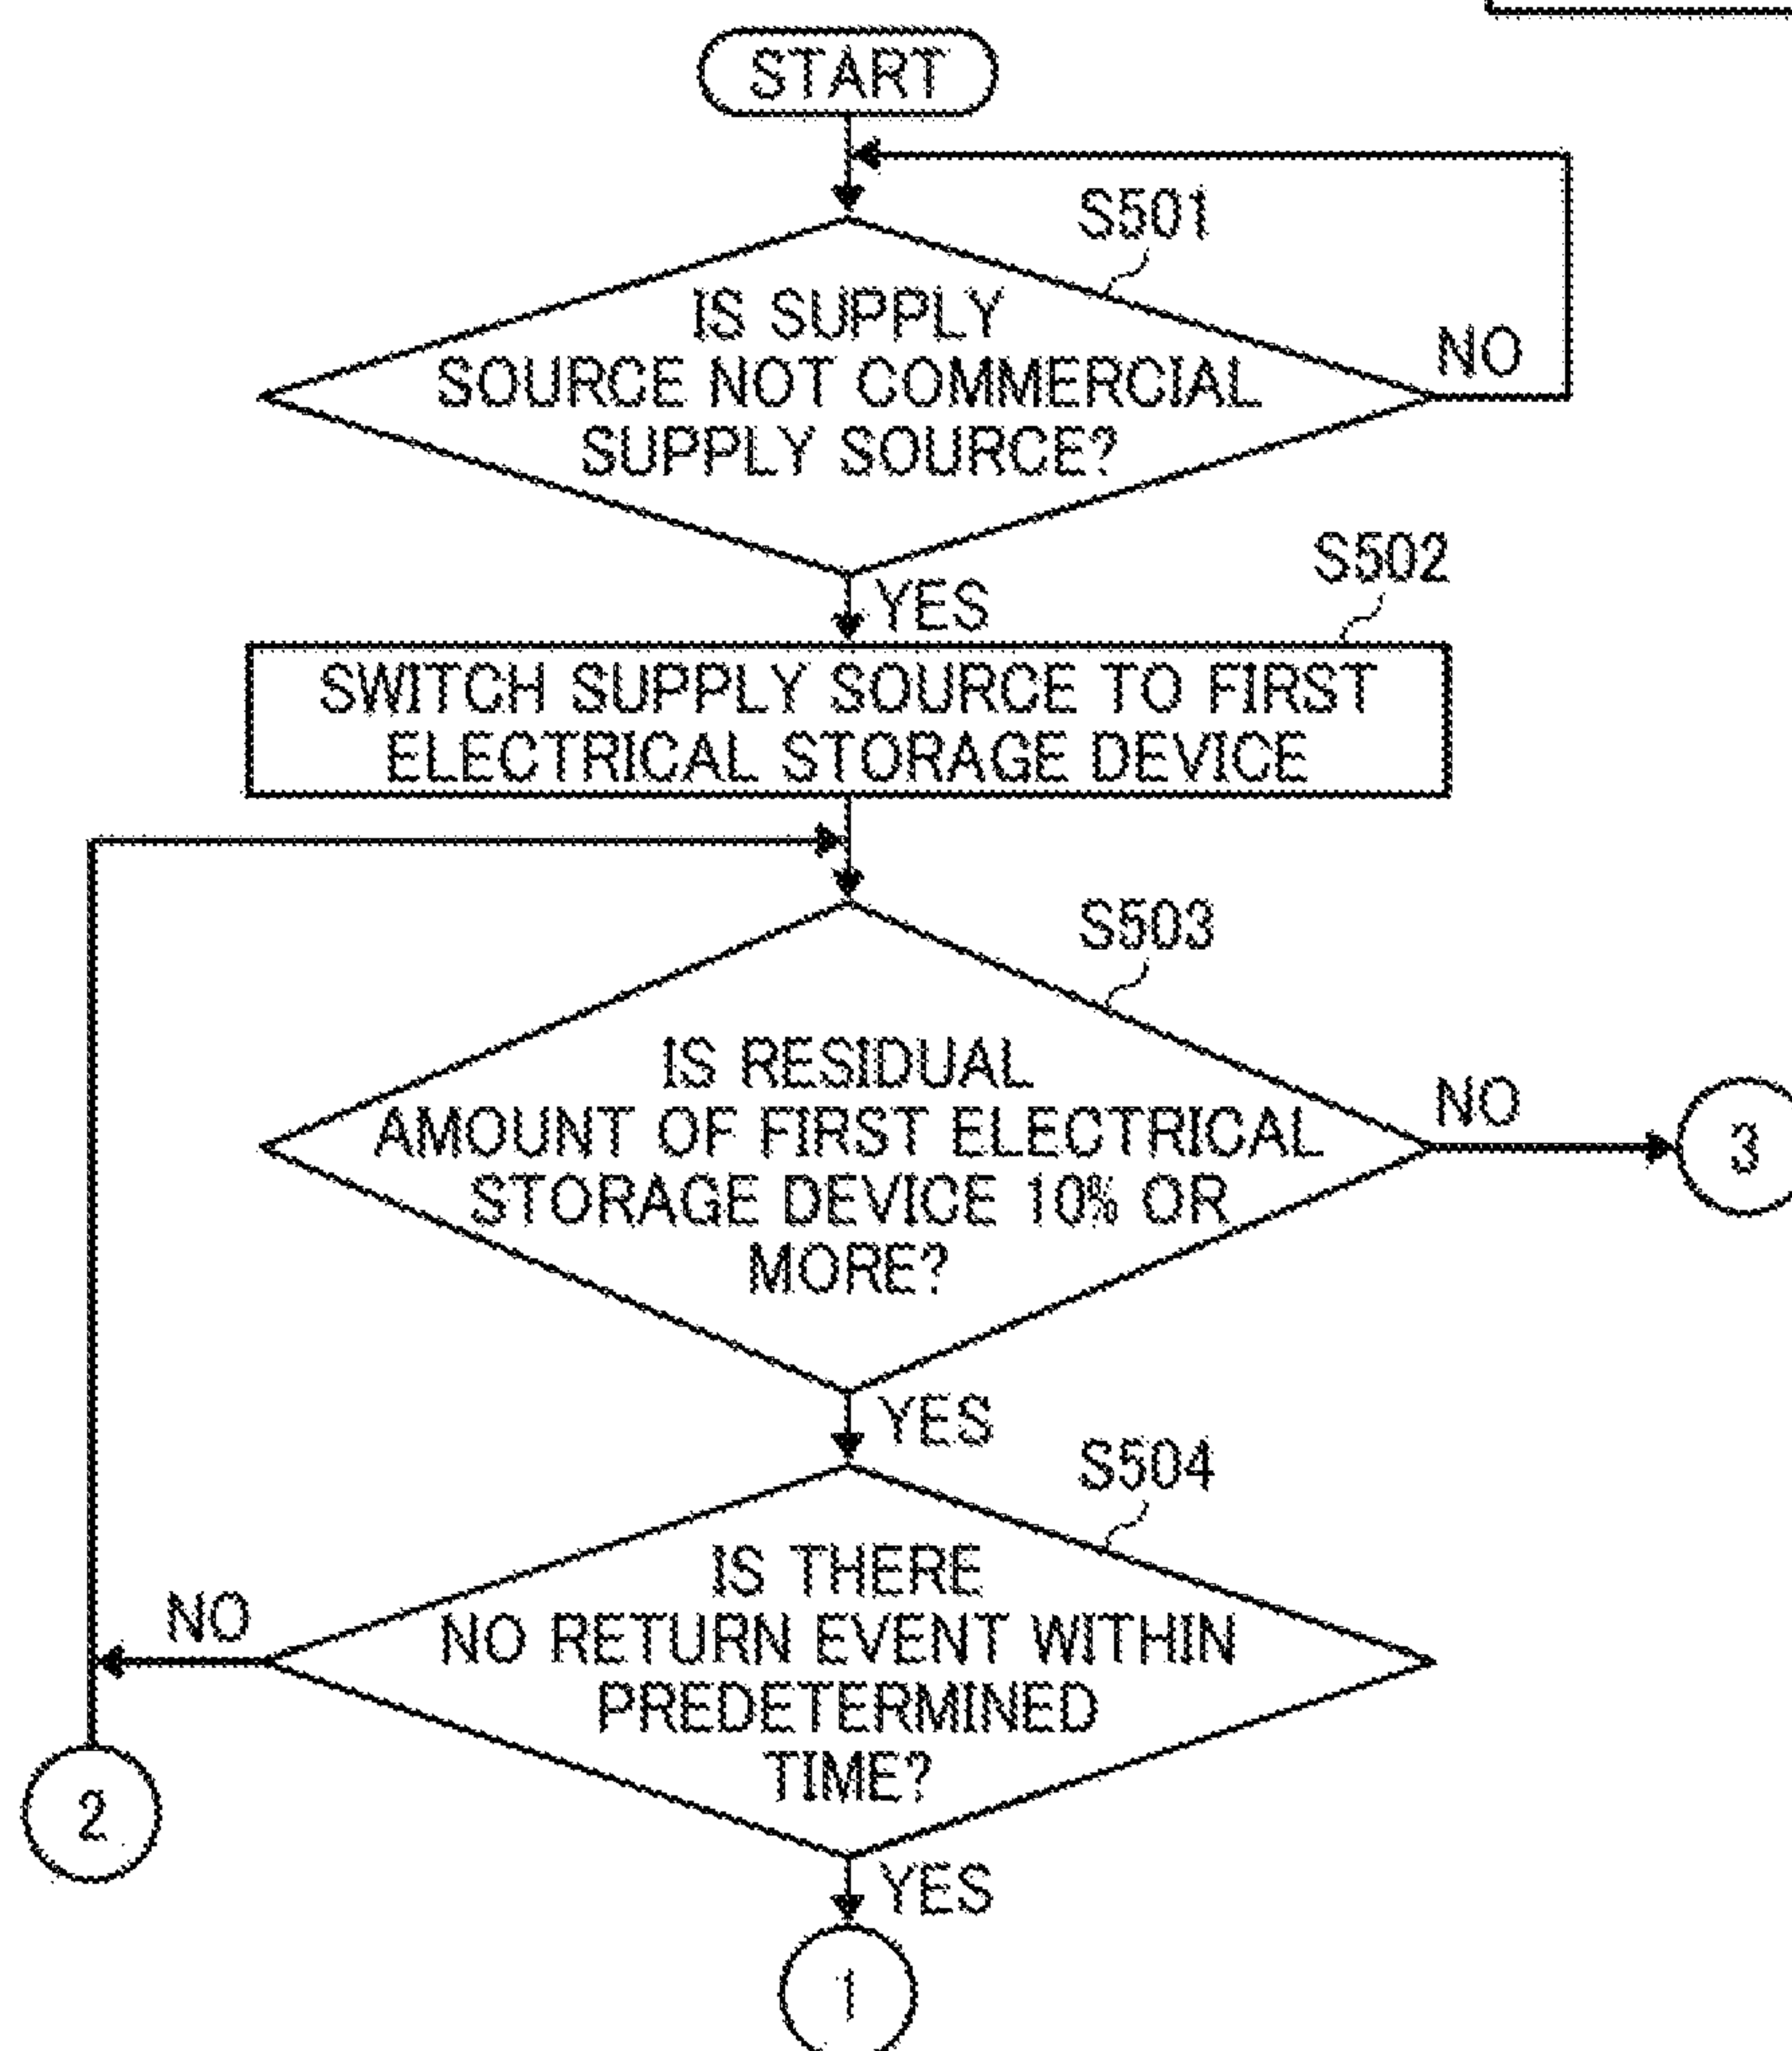 START
S501
IS SUPPLY
SOURCE NOT COMMERCIAL
SUPPLY SOURCE?
NO
YES
S502
SWITCH SUPPLY SOURCE TO FIRST
ELECTRICAL STORAGE DEVICE
S503
IS RESIDUAL
AMOUNT OF FIRST ELECTRICAL
STORAGE DEVICE 10% OR
MORE?
NO
3
YES
S504
IS THERE
NO RETURN EVENT WITHIN
PREDETERMINED
TIME?
NO
2
YES
1